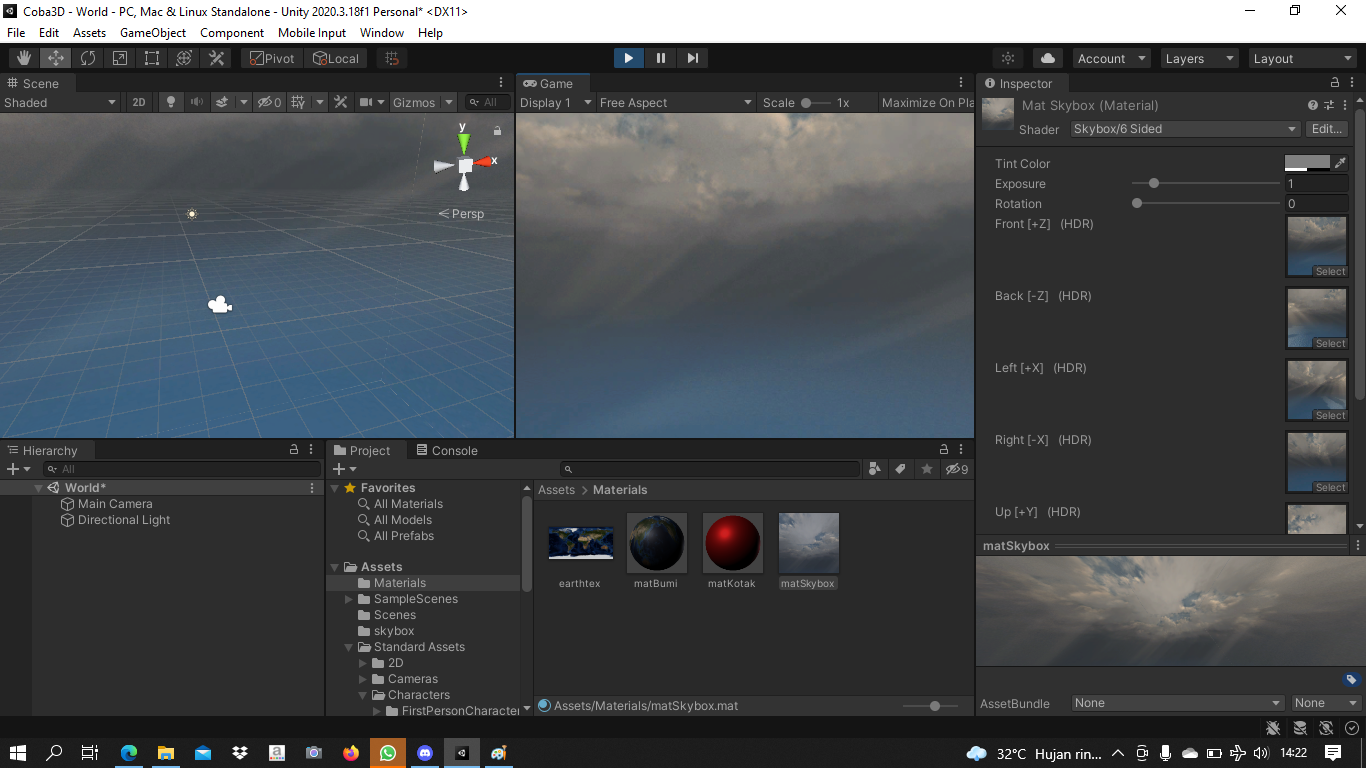 Coba3D - World - PC, Mac & Linux Standalone - Unity 2020.3.18f1 Personal* <DX11>
File Edit Assets GameObject Component Mobile Input Window Help
Pivot Local Account Layers Layout
Scene
Shaded 2D 0 Gizmos All
y
x
Persp
Game
Display 1 Free Aspect Scale 1x Maximize On Pla
Inspector
Mat Skybox (Material)
Shader Skybox/6 Sided Edit...
Tint Color
Exposure 1
Rotation 0
Front [+Z] (HDR)
Select
Back [-Z] (HDR)
Select
Left [+X] (HDR)
Select
Right [-X] (HDR)
Select
Up [+Y] (HDR)
matSkybox
AssetBundle None None
Hierarchy
All
World*
Main Camera
Directional Light
Project Console
9
Favorites
All Materials
All Models
All Prefabs
Assets
Materials
SampleScenes
Scenes
skybox
Standard Assets
2D
Cameras
Characters
FirstPersonCharacter
Assets > Materials
earthtex matBumi matKotak matSkybox
Assets/Materials/matSkybox.mat
32°C Hujan rin... 14:22